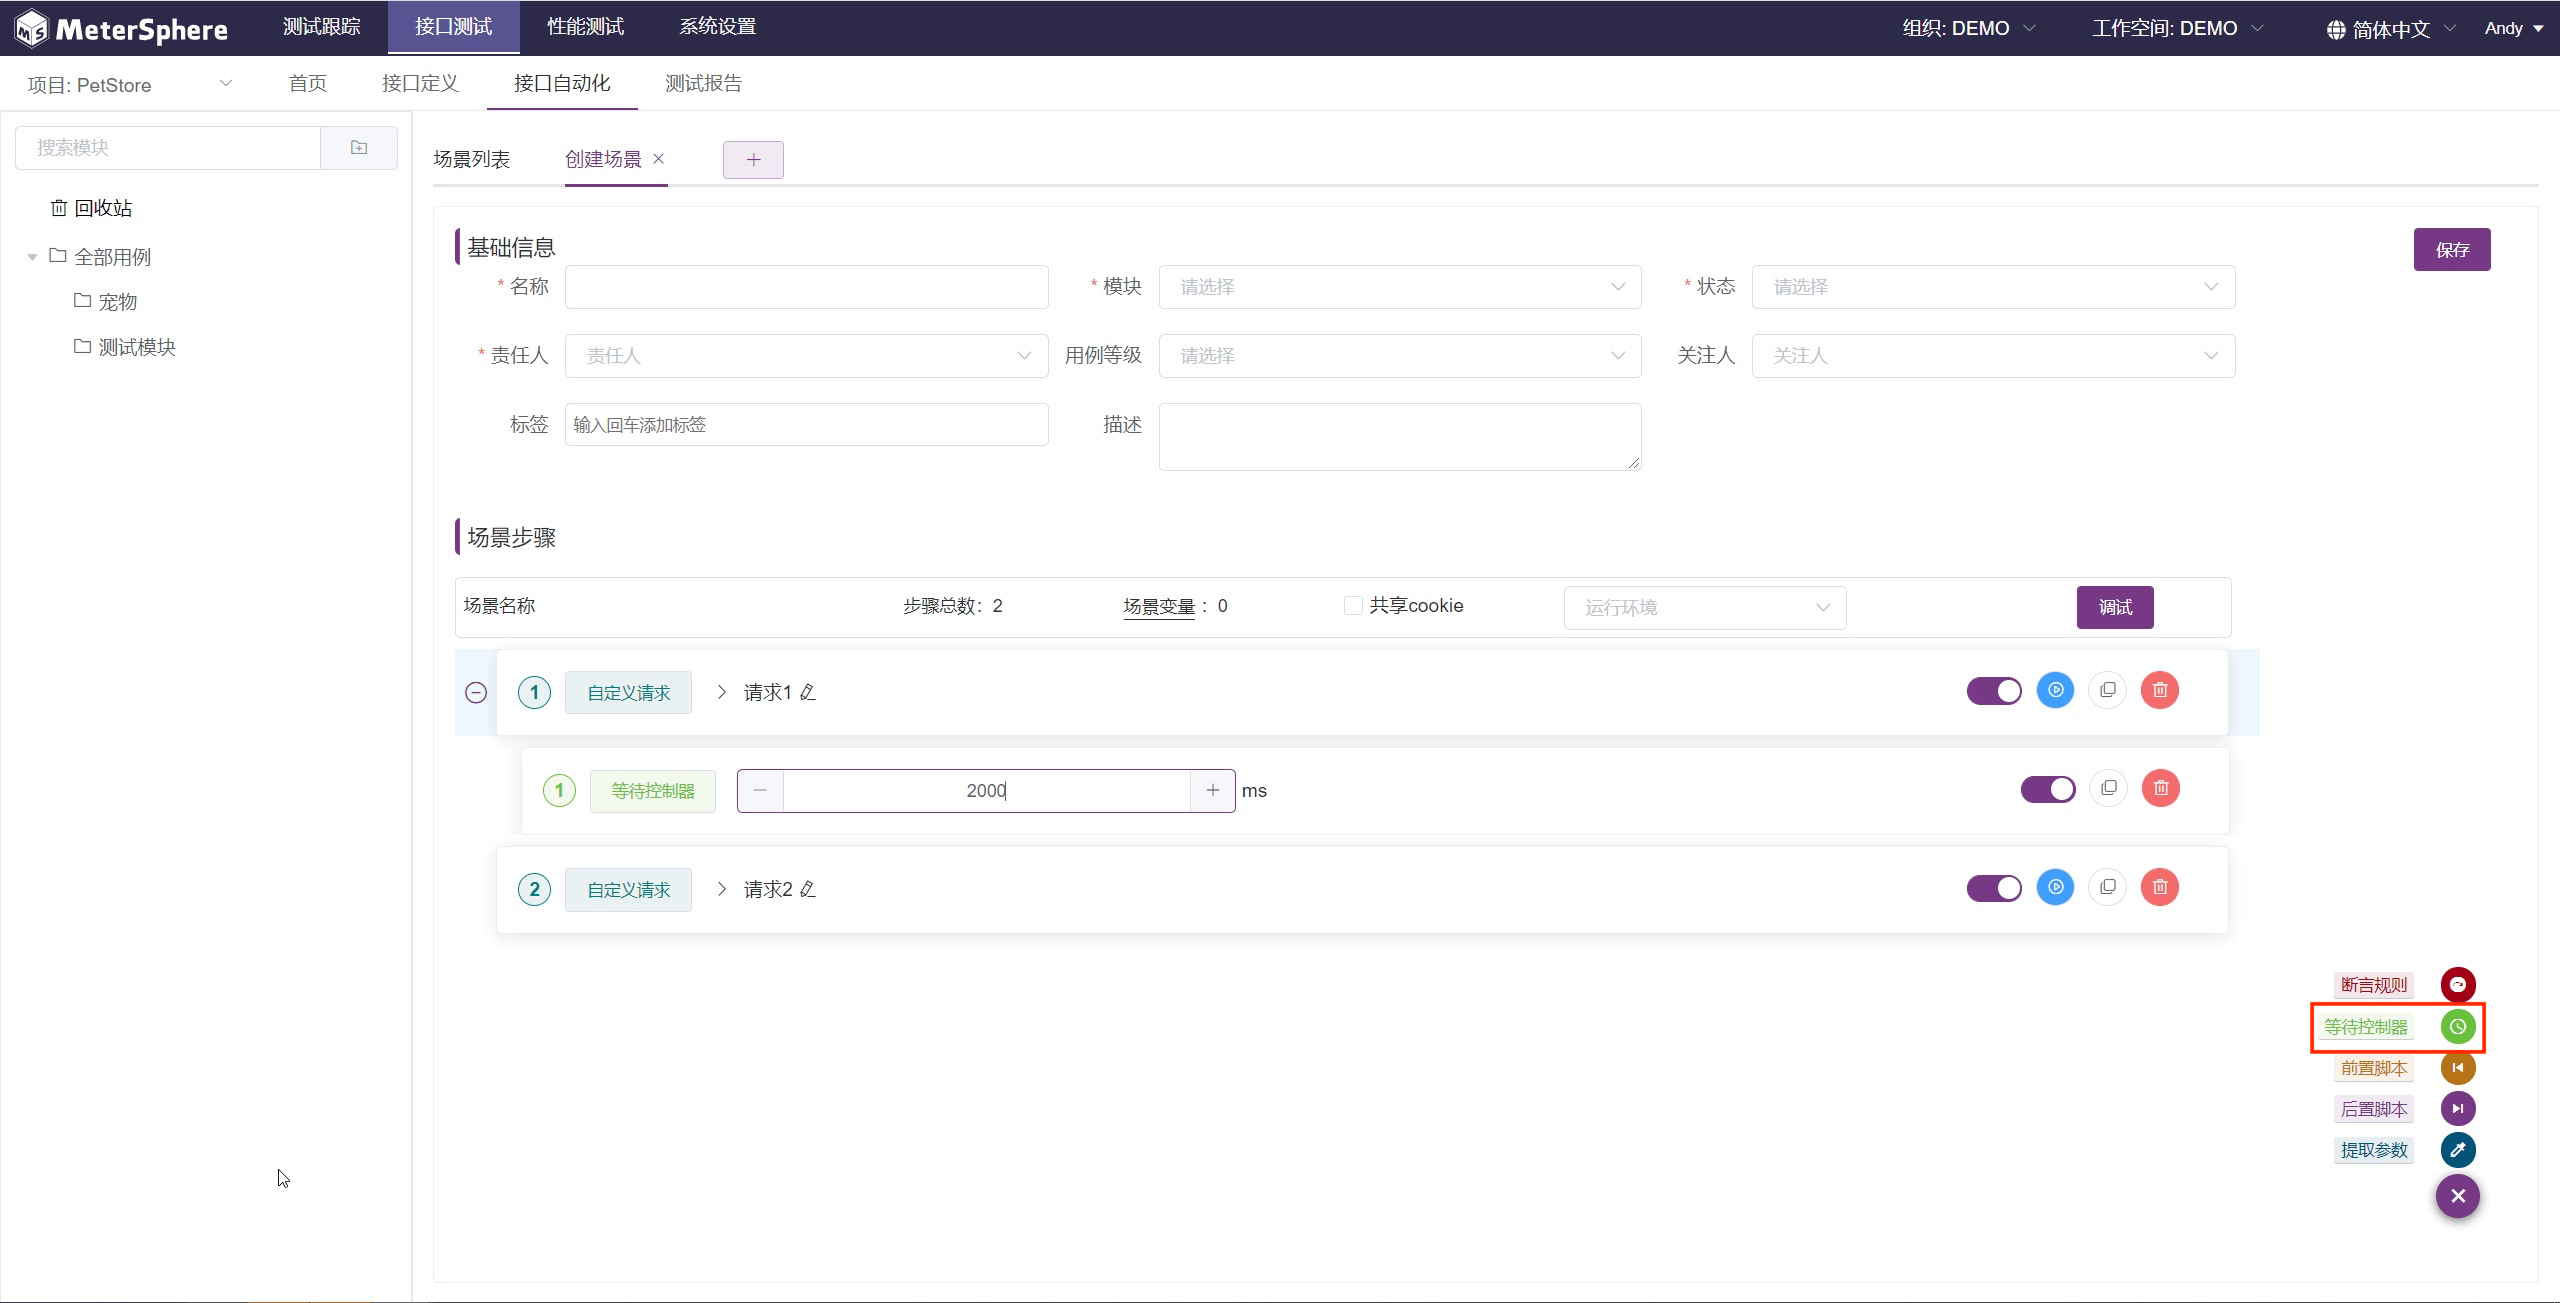 MeterSphere 测试跟踪 接口测试 性能测试 系统设置 组织: DEMO 工作空间: DEMO 简体中文 Andy
项目: PetStore 首页 接口定义 接口自动化 测试报告
搜索模块
回收站
全部用例
宠物
测试模块
场景列表 创建场景
基础信息 保存
* 名称 * 模块 请选择 * 状态 请选择
* 责任人 责任人 用例等级 请选择 关注人 关注人
标签 输入回车添加标签 描述
场景步骤
场景名称 步骤总数: 2 场景变量 : 0 共享cookie 运行环境 调试
1 自定义请求 请求1
1 等待控制器 2000 ms
2 自定义请求 请求2
断言规则
等待控制器
前置脚本
后置脚本
提取参数